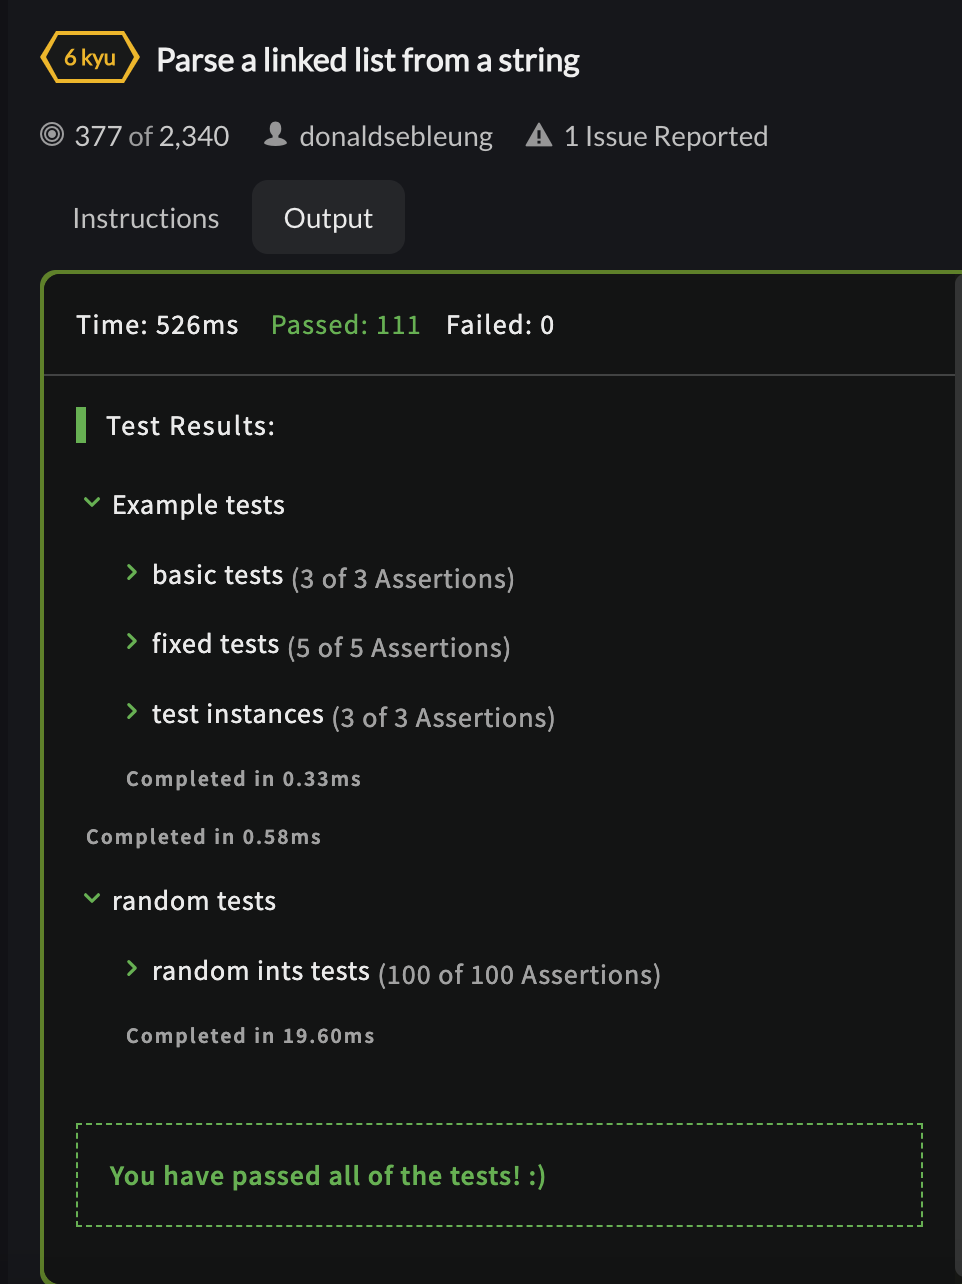 6 kyu Parse a linked list from a string
377 of 2,340 donaldsebleung 1 Issue Reported
Instructions Output
Time: 526ms Passed: 111 Failed: 0
Test Results:
Example tests
basic tests (3 of 3 Assertions)
fixed tests (5 of 5 Assertions)
test instances (3 of 3 Assertions)
Completed in 0.33ms
Completed in 0.58ms
random tests
random ints tests (100 of 100 Assertions)
Completed in 19.60ms
You have passed all of the tests! :)